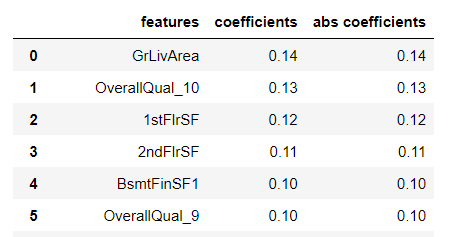 features coefficients abs coefficients
0 GrLivArea 0.14 0.14
1 OverallQual_10 0.13 0.13
2 1stFlrSF 0.12 0.12
3 2ndFlrSF 0.11 0.11
4 BsmtFinSF1 0.10 0.10
5 OverallQual_9 0.10 0.10